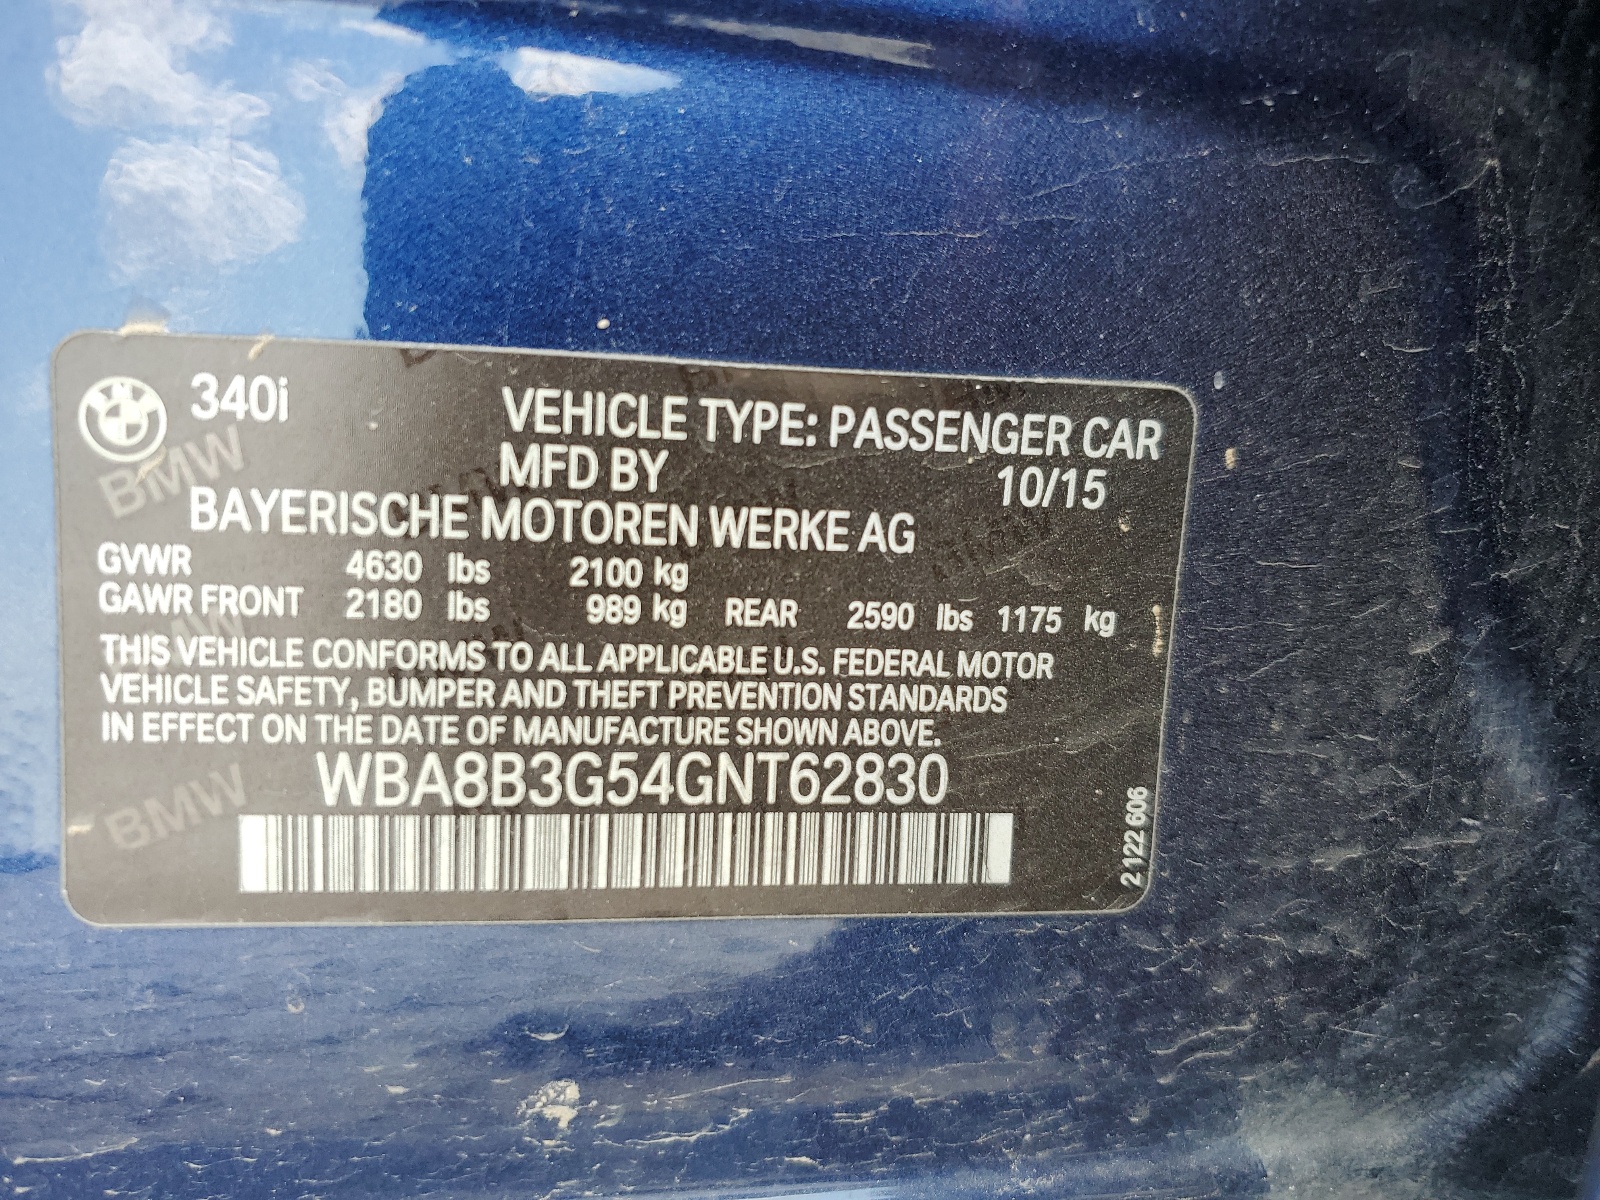 340i
VEHICLE TYPE: PASSENGER CAR
MFD BY 10/15
BAYERISCHE MOTOREN WERKE AG
GVWR 4630 lbs 2100 kg
GAWR FRONT 2180 lbs 989 kg REAR 2590 lbs 1175 kg
THIS VEHICLE CONFORMS TO ALL APPLICABLE U.S. FEDERAL MOTOR
VEHICLE SAFETY, BUMPER AND THEFT PREVENTION STANDARDS
IN EFFECT ON THE DATE OF MANUFACTURE SHOWN ABOVE.
WBA8B3G54GNT62830
2 122 606
BMW
BMW